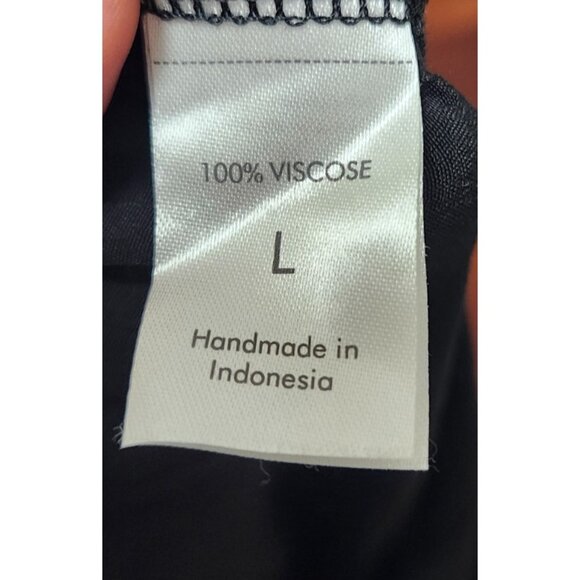 100% VISCOSE
L
Handmade in
Indonesia